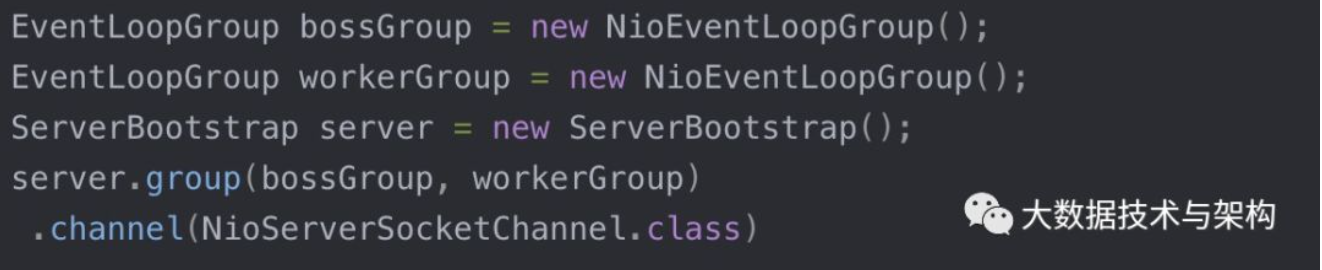 EventLoopGroup bossGroup = new NioEventLoopGroup();
EventLoopGroup workerGroup = new NioEventLoopGroup();
ServerBootstrap server = new ServerBootstrap();
server.group(bossGroup, workerGroup)
 .channel(NioServerSocketChannel.class)
大数据技术与架构